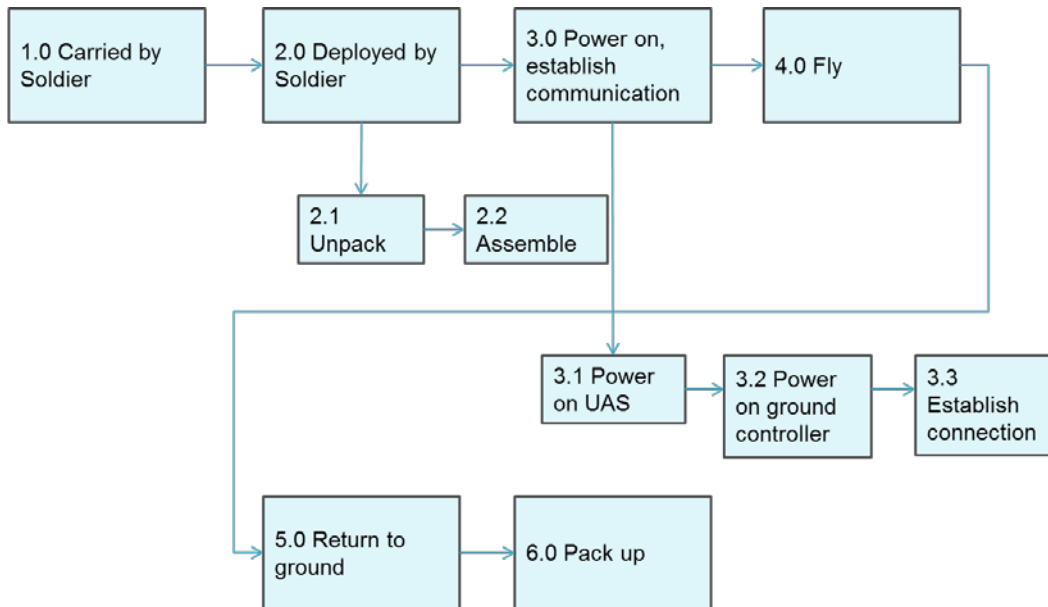 1.0 Carried by
Soldier
2.0 Deployed by
Soldier
3.0 Power on,
establish
communication
4.0 Fly
2.1
Unpack
2.2
Assemble
3.1 Power
on UAS
3.2 Power
on ground
controller
3.3
Establish
connection
5.0 Return to
ground
6.0 Pack up